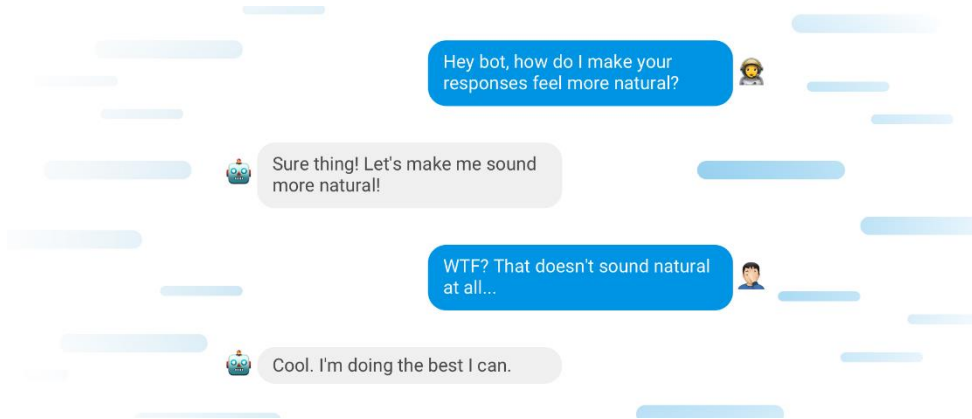 Hey bot, how do I make your
responses feel more natural?
Sure thing! Let's make me sound
more natural!
WTF? That doesn't sound natural
at all...
Cool. I'm doing the best I can.